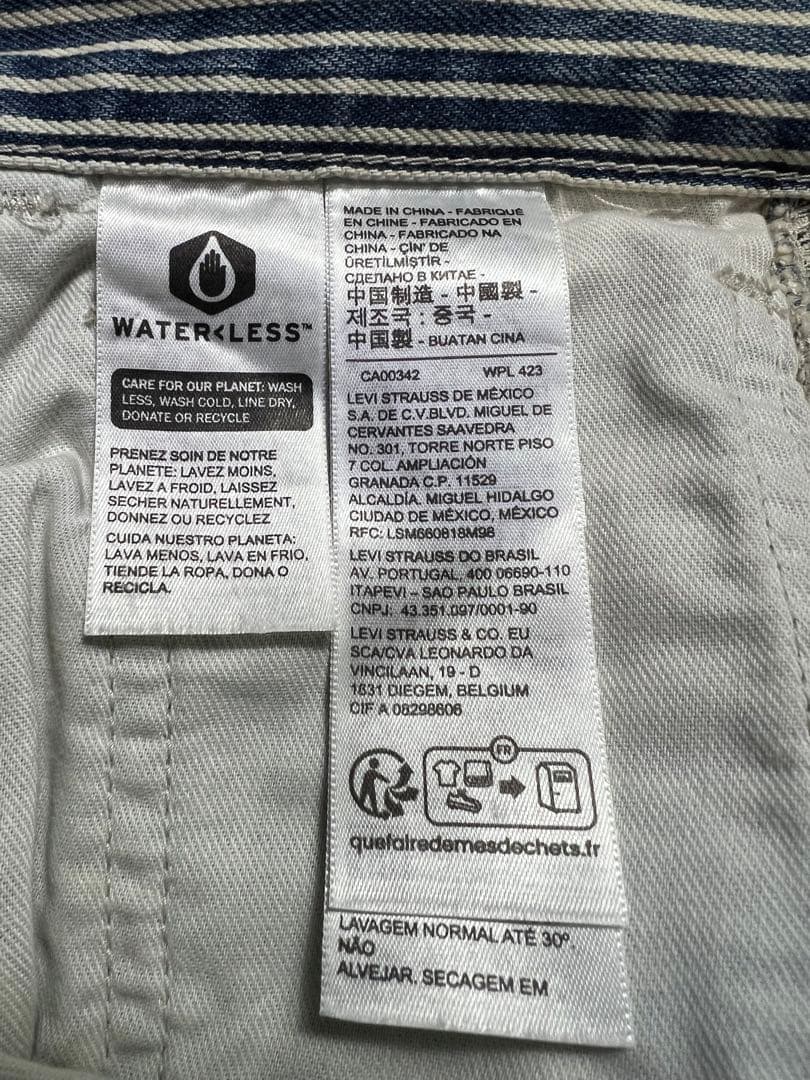 WATER<LESS™
CARE FOR OUR PLANET: WASH
LESS, WASH COLD, LINE DRY,
DONATE OR RECYCLE
PRENEZ SOIN DE NOTRE
PLANETE: LAVEZ MOINS,
LAVEZ A FROID, LAISSEZ
SECHER NATURELLEMENT,
DONNEZ OU RECYCLEZ
CUIDA NUESTRO PLANETA:
LAVA MENOS, LAVA EN FRIO,
TIENDE LA ROPA, DONA O
RECICLA.
MADE IN CHINA - FABRIQUÉ
EN CHINE - FABRICADO EN
CHINA - FABRICADO NA
CHINA - ÇIN' DE
ÜRETİLMİŞTİR -
СДЕЛАНО В КИТАЕ -
中国制造 - 中國製 -
제조국 : 중국 -
中国製 - BUATAN CINA
CA00342 WPL 423
LEVI STRAUSS DE MÉXICO
S.A. DE C.V.BLVD. MIGUEL DE
CERVANTES SAAVEDRA
NO. 301, TORRE NORTE PISO
7 COL. AMPLIACIÓN
GRANADA C.P. 11529
ALCALDÍA. MIGUEL HIDALGO
CIUDAD DE MÉXICO, MÉXICO
RFC: LSM660818M98
LEVI STRAUSS DO BRASIL
AV. PORTUGAL, 400 06690-110
ITAPEVI – SAO PAULO BRASIL
CNPJ: 43.351.097/0001-90
LEVI STRAUSS & CO. EU
SCA/CVA LEONARDO DA
VINCILAAN, 19 - D
1831 DIEGEM, BELGIUM
CIF A 08298606
FR
quefairedemesdechets.fr
LAVAGEM NORMAL ATÉ 30º.
NÃO
ALVEJAR. SECAGEM EM